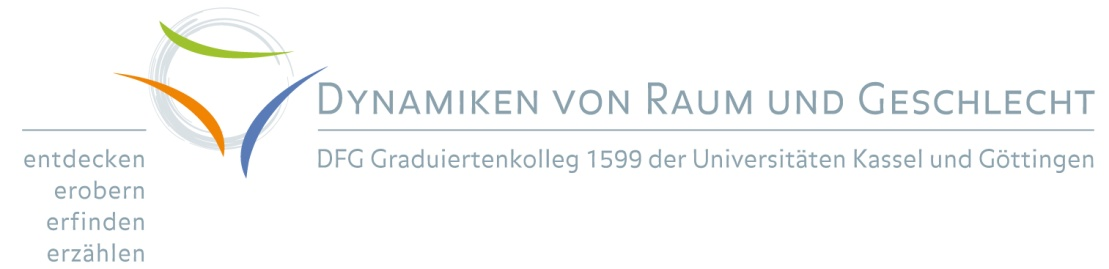 DYNAMIKEN VON RAUM UND GESCHLECHT
DFG Graduiertenkolleg 1599 der Universitäten Kassel und Göttingen
entdecken
erobern
erfinden
erzählen